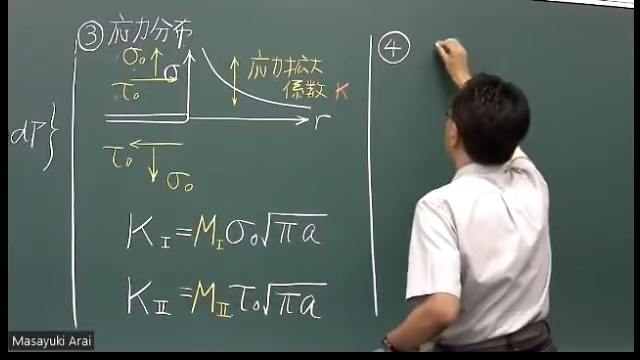 ③ 応力分布
σ₀
τ₀
σ
応力拡大
係数 K
r
dP}
τ₀
σ₀
K_I = M_I σ₀√πa
K_II = M_II τ₀√πa
④
Masayuki Arai